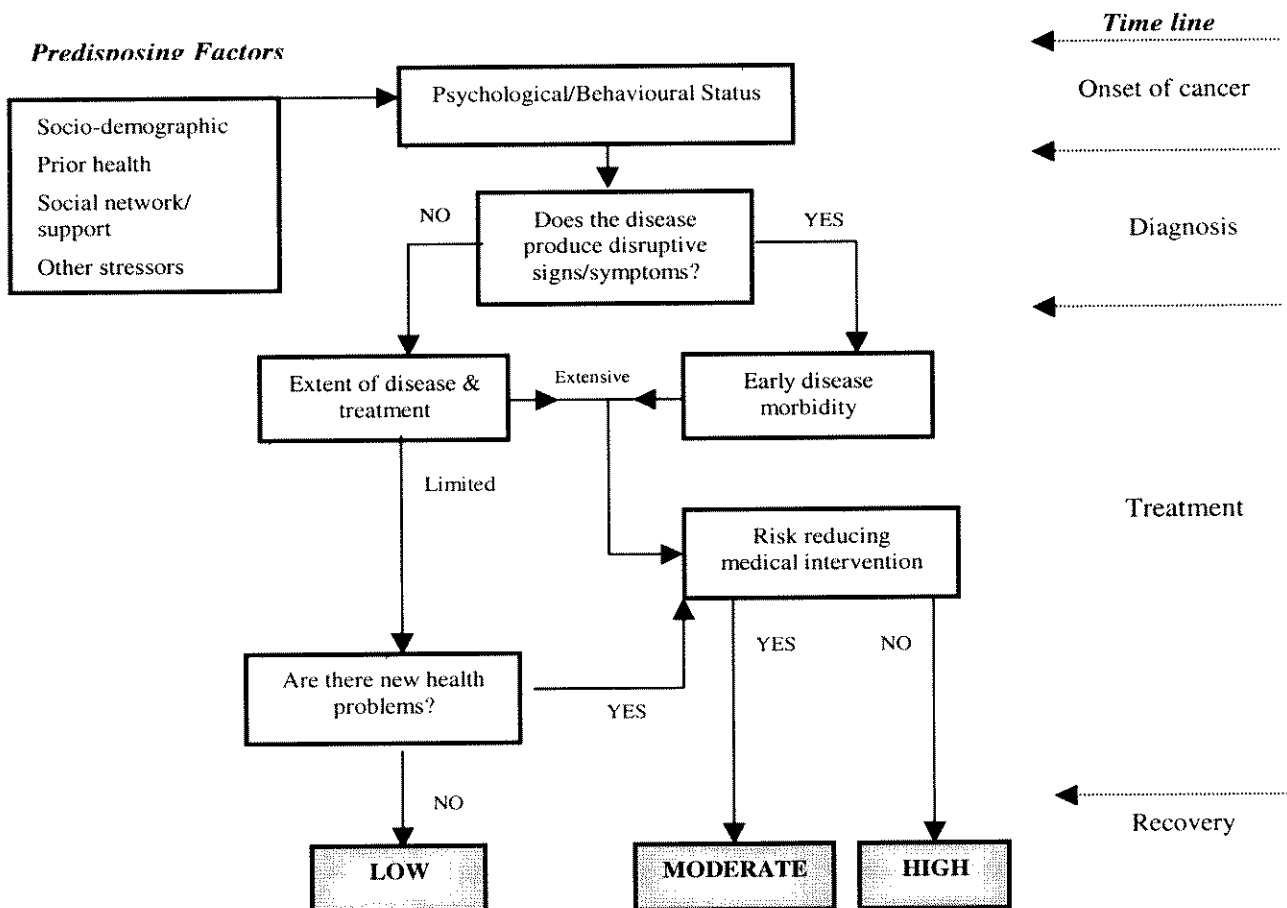 Predisposing Factors
Time line
Psychological/Behavioural Status
Onset of cancer
Socio-demographic
Prior health
Social network/
support
Other stressors
NO
Does the disease
produce disruptive
signs/symptoms?
YES
Diagnosis
Extent of disease &
treatment
Extensive
Early disease
morbidity
Limited
Treatment
Risk reducing
medical intervention
Are there new health
problems?
YES
YES
NO
NO
Recovery
LOW
MODERATE
HIGH